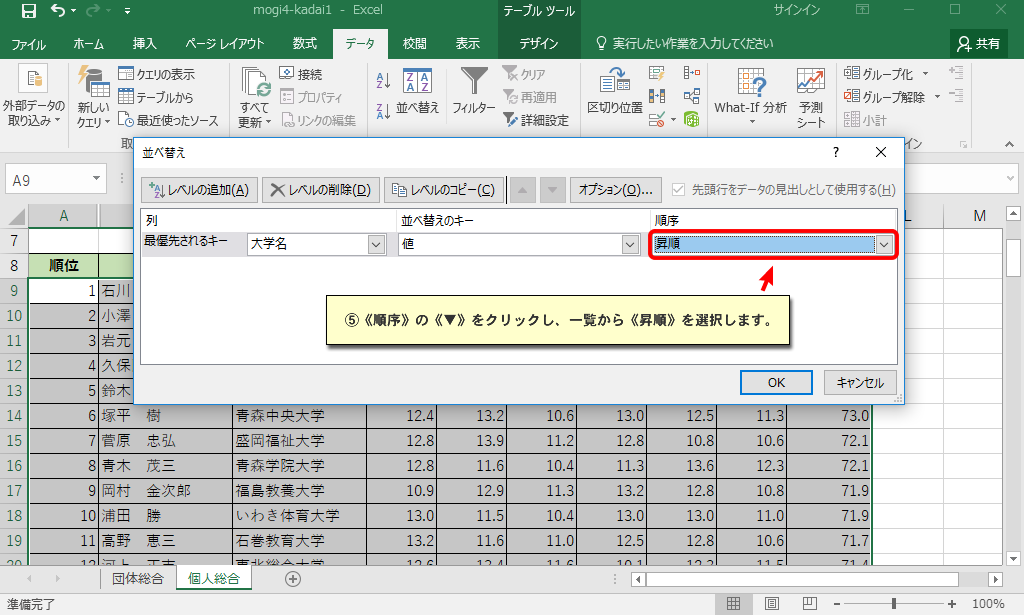 mogi4-kadai1 - Excel
テーブル ツール
サインイン
ファイル ホーム 挿入 ページ レイアウト 数式 データ 校閲 表示 デザイン 実行したい作業を入力してください 共有
外部データの取り込み
新しいクエリ
クエリの表示
テーブルから
最近使ったソース
すべて更新
接続
プロパティ
リンクの編集
並べ替え
フィルター
クリア
再適用
詳細設定
区切り位置
What-If 分析
予測シート
グループ化
グループ解除
小計
取
イン
A9
並べ替え
? ×
レベルの追加(A) レベルの削除(D) レベルのコピー(C) オプション(O)... 先頭行をデータの見出しとして使用する(H)
列 並べ替えのキー 順序
最優先されるキー 大学名 値 昇順
⑤《順序》の《▼》をクリックし、一覧から《昇順》を選択します。
OK キャンセル
A L M
7
8 順位
9 1 石川
10 2 小澤
11 3 岩元
12 4 久保
13 5 鈴木
14 6 塚平 樹 青森中央大学 12.4 13.2 10.6 13.0 12.5 11.3 73.0
15 7 菅原 忠弘 盛岡福祉大学 12.8 13.9 11.2 12.8 10.8 10.6 72.1
16 8 青木 茂三 青森学院大学 12.8 11.6 10.4 11.3 13.6 12.3 72.1
17 9 岡村 金次郎 福島教養大学 10.9 12.9 11.3 13.2 12.8 10.8 71.9
18 10 浦田 勝 いわき体育大学 13.0 11.5 10.4 13.0 13.0 11.0 71.9
19 11 高野 恵三 石巻教育大学 13.2 11.6 11.0 12.5 12.8 10.6 71.7
団体総合 個人総合
準備完了
100%